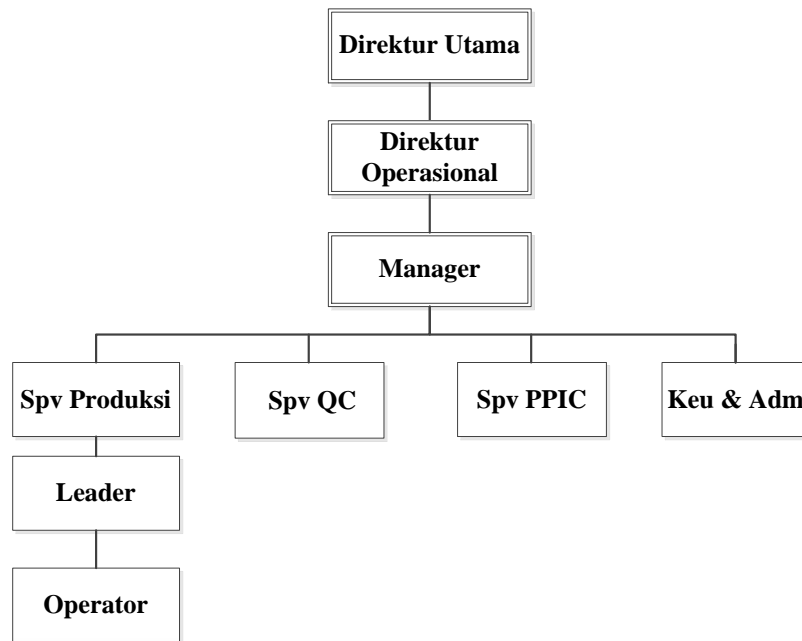 Direktur Utama
Direktur
Operasional
Manager
Spv Produksi
Spv QC
Spv PPIC
Keu & Adm
Leader
Operator